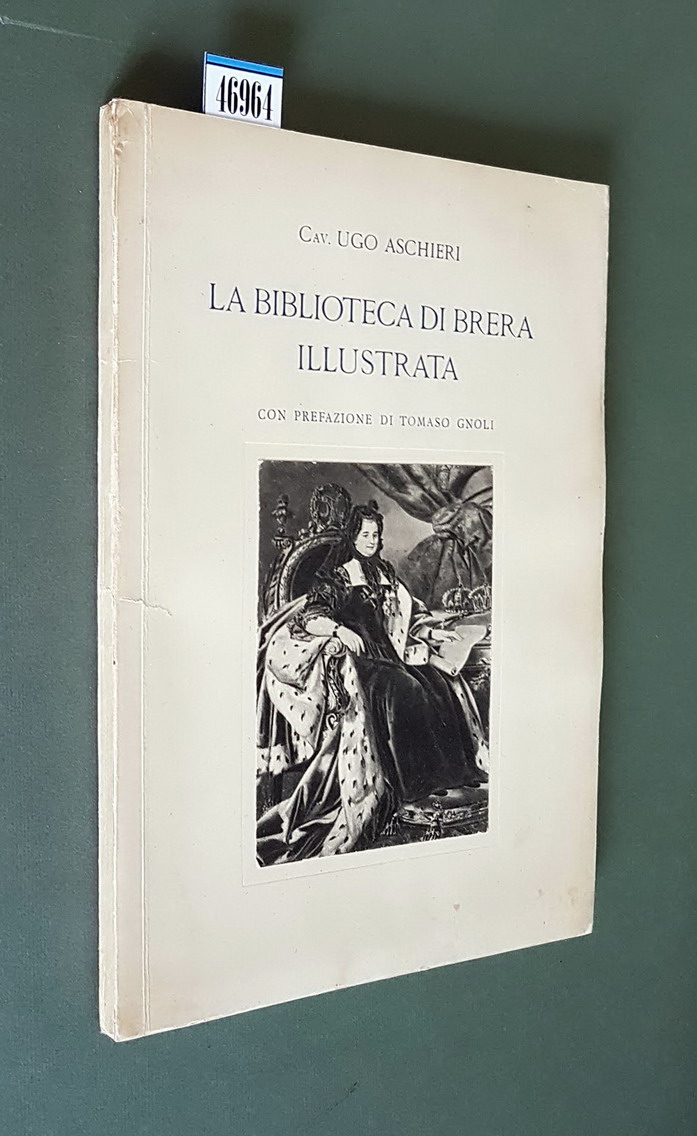 46964
Cav. UGO ASCHIERI
LA BIBLIOTECA DI BRERA
ILLUSTRATA
CON PREFAZIONE DI TOMASO GNOLI